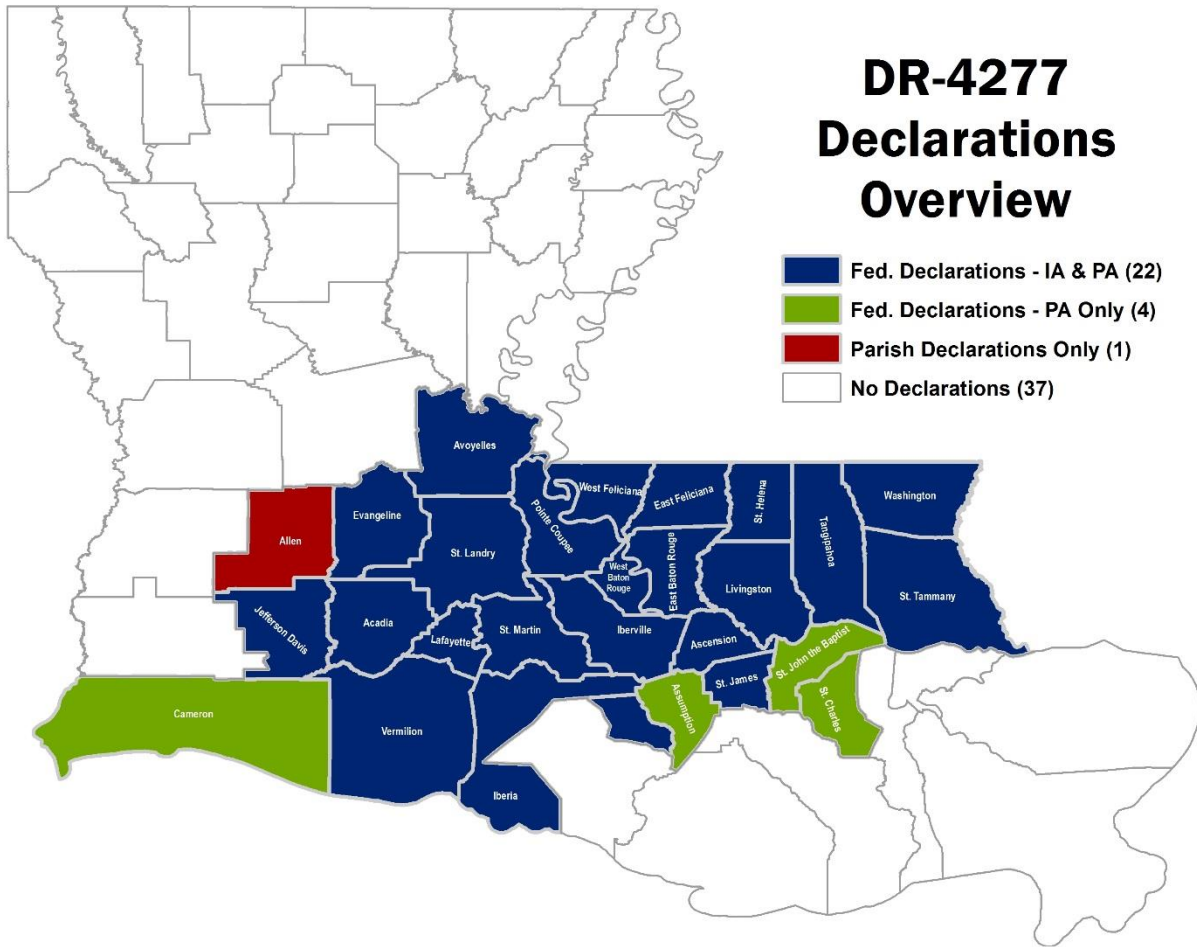 DR-4277
Declarations
Overview
Fed. Declarations - IA & PA (22)
Fed. Declarations - PA Only (4)
Parish Declarations Only (1)
No Declarations (37)
Avoyelles
West Feliciana
East Feliciana
St. Helena
Tangipahoa
Washington
Evangeline
Pointe Coupee
Allen
St. Landry
West
Baton
Rouge
East Baton Rouge
Livingston
St. Tammany
Jefferson Davis
Acadia
Lafayette
St. Martin
Iberville
Ascension
St. John the Baptist
St. James
Assumption
St. Charles
Cameron
Vermilion
Iberia